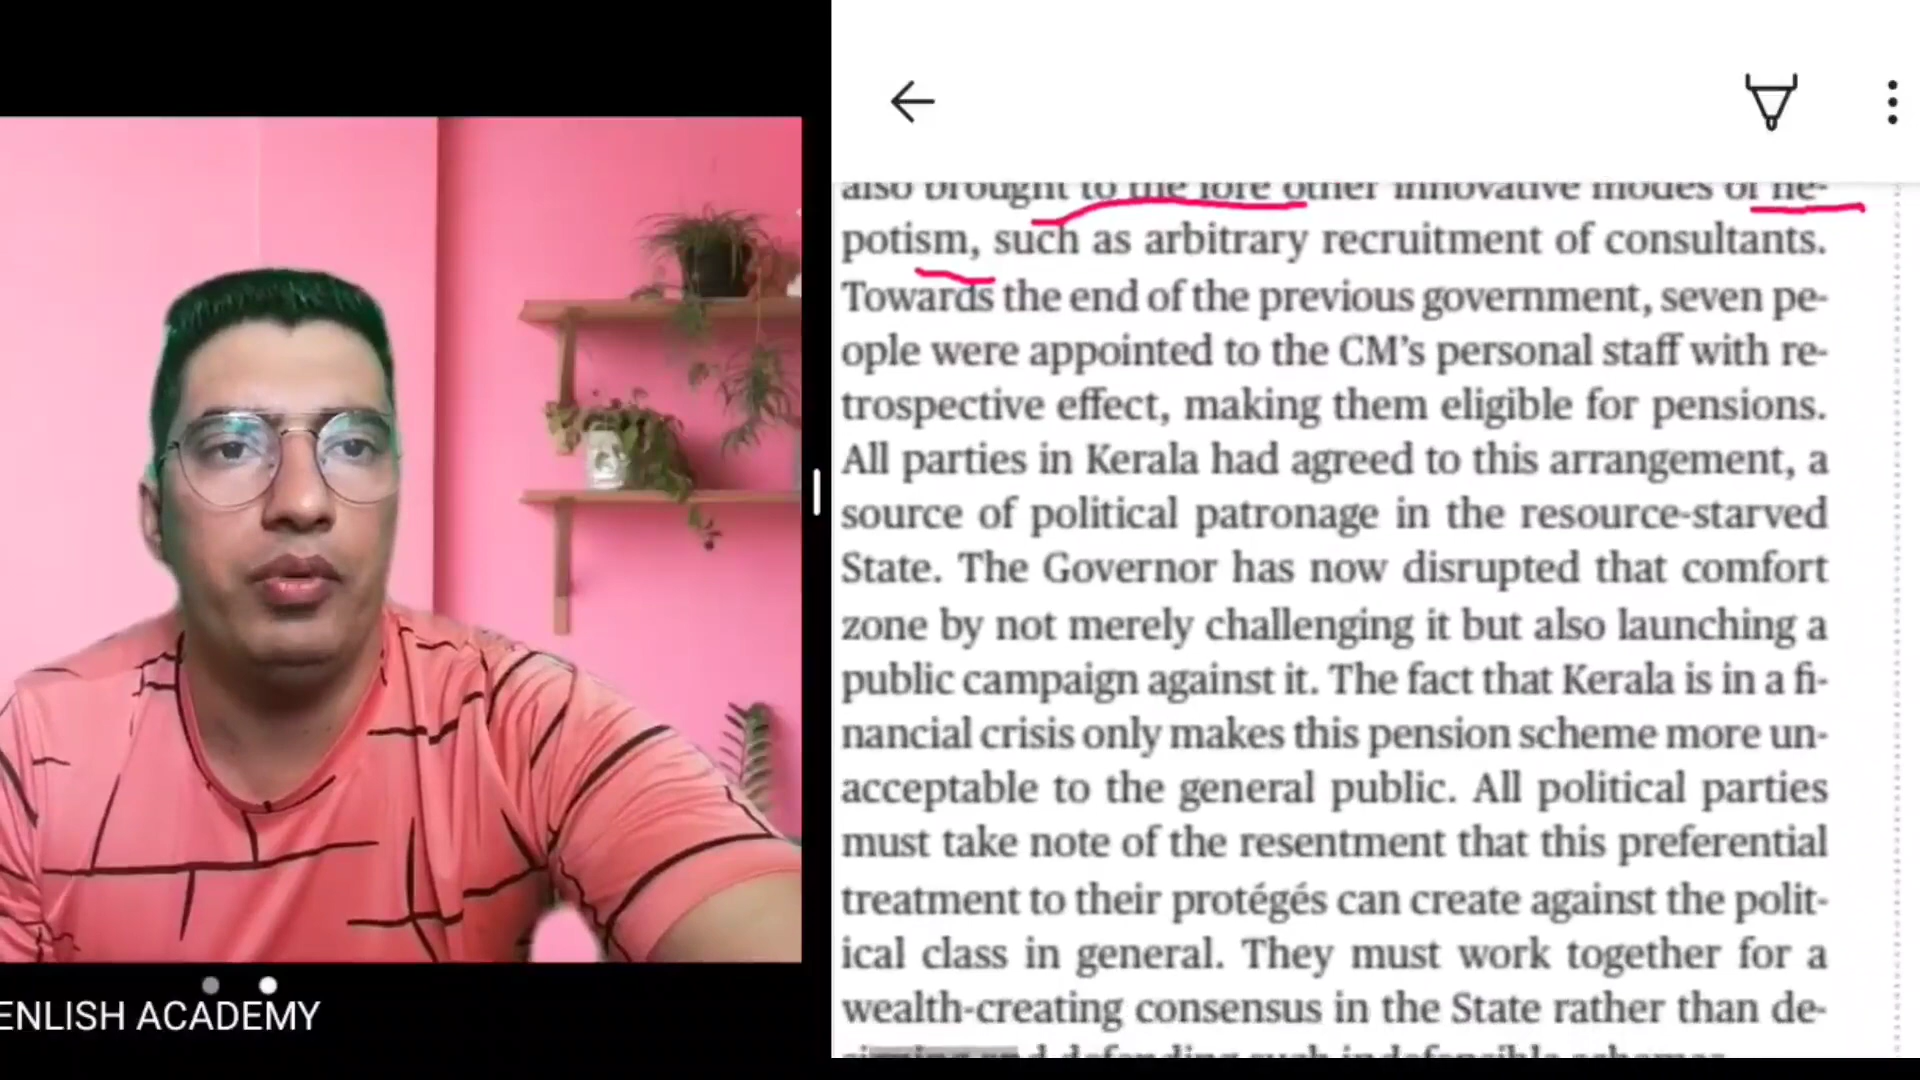 also brought to the fore other innovative modes of ne-
potism, such as arbitrary recruitment of consultants.
Towards the end of the previous government, seven pe-
ople were appointed to the CM's personal staff with re-
trospective effect, making them eligible for pensions.
All parties in Kerala had agreed to this arrangement, a
source of political patronage in the resource-starved
State. The Governor has now disrupted that comfort
zone by not merely challenging it but also launching a
public campaign against it. The fact that Kerala is in a fi-
nancial crisis only makes this pension scheme more un-
acceptable to the general public. All political parties
must take note of the resentment that this preferential
treatment to their protégés can create against the polit-
ical class in general. They must work together for a
wealth-creating consensus in the State rather than de-
and defending such indefensible schemes.
ENLISH ACADEMY